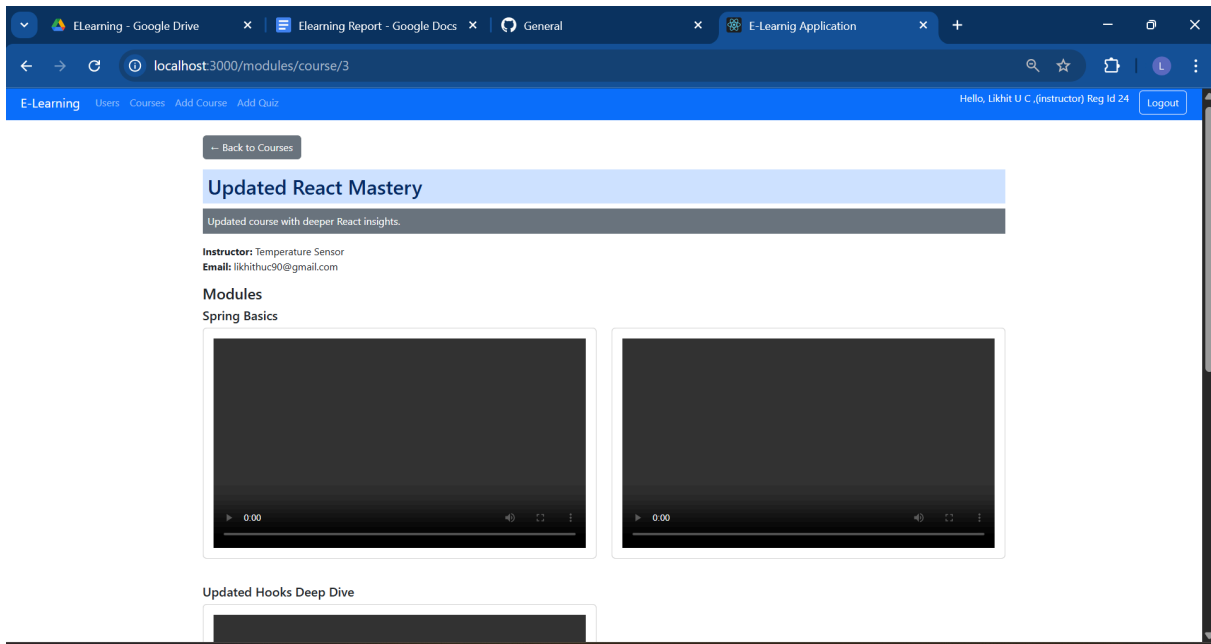 ELearning - Google Drive
Elearning Report - Google Docs
General
E-Learnig Application
localhost:3000/modules/course/3
L
E-Learning Users Courses Add Course Add Quiz
Hello, Likhit U C ,(instructor) Reg Id 24
Logout
← Back to Courses
Updated React Mastery
Updated course with deeper React insights.
Instructor: Temperature Sensor
Email: likhithuc90@gmail.com
Modules
Spring Basics
0:00
0:00
Updated Hooks Deep Dive